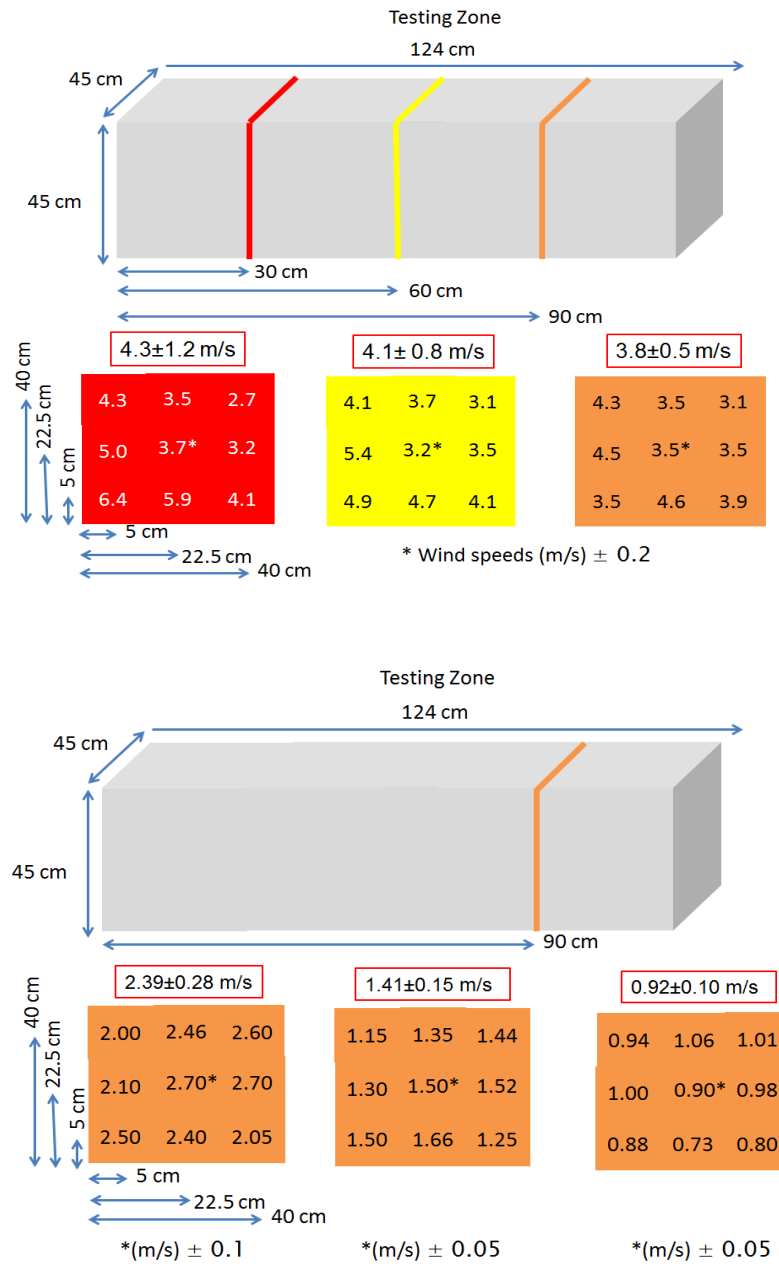 Testing Zone
124 cm
45 cm
45 cm
30 cm
60 cm
90 cm
4.3±1.2 m/s
4.1± 0.8 m/s
3.8±0.5 m/s
40 cm
22.5 cm
5 cm
4.3 3.5 2.7
5.0 3.7* 3.2
6.4 5.9 4.1
4.1 3.7 3.1
5.4 3.2* 3.5
4.9 4.7 4.1
4.3 3.5 3.1
4.5 3.5* 3.5
3.5 4.6 3.9
5 cm
22.5 cm
40 cm
* Wind speeds (m/s) ± 0.2
Testing Zone
124 cm
45 cm
45 cm
90 cm
2.39±0.28 m/s
1.41±0.15 m/s
0.92±0.10 m/s
40 cm
22.5 cm
5 cm
2.00 2.46 2.60
2.10 2.70* 2.70
2.50 2.40 2.05
1.15 1.35 1.44
1.30 1.50* 1.52
1.50 1.66 1.25
0.94 1.06 1.01
1.00 0.90* 0.98
0.88 0.73 0.80
5 cm
22.5 cm
40 cm
*(m/s) ± 0.1
*(m/s) ± 0.05
*(m/s) ± 0.05